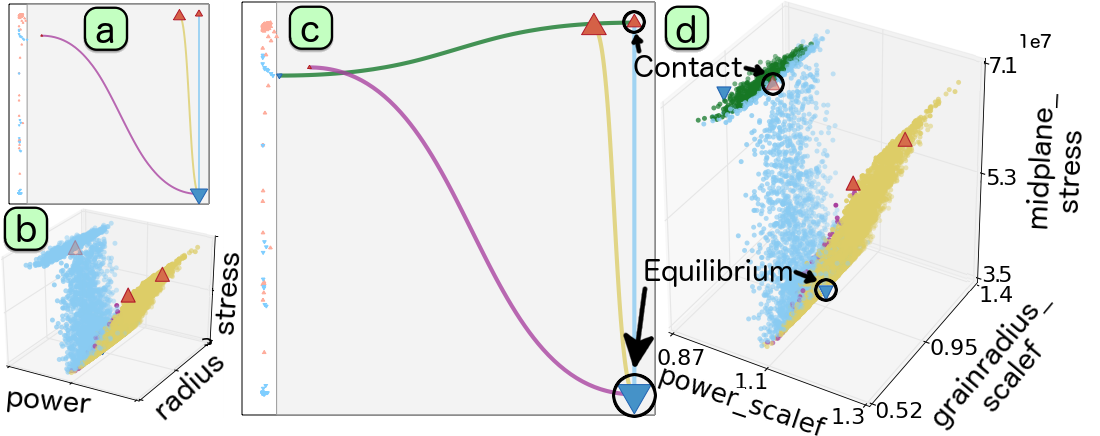 a
b
stress
radius
power
c
Contact
Equilibrium
d
1e7
7.1
5.3
3.5
midplane_
stress
1.4
0.95
0.52
grainradius_
scalef
0.87
1.1
1.3
power_scalef